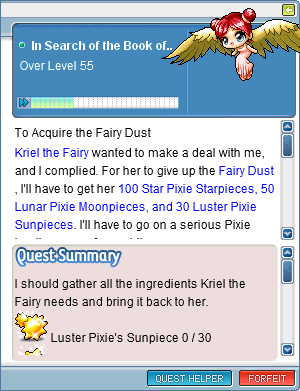 In Search of the Book of..
Over Level 55
To Acquire the Fairy Dust
Kriel the Fairy wanted to make a deal with me,
and I complied. For her to give up the Fairy Dust
, I'll have to get her 100 Star Pixie Starpieces, 50
Lunar Pixie Moonpieces, and 30 Luster Pixie
Sunpieces. I'll have to go on a serious Pixie
Quest Summary
I should gather all the ingredients Kriel the
Fairy needs and bring it back to her.
Luster Pixie's Sunpiece 0 / 30
QUEST HELPER
FORFEIT